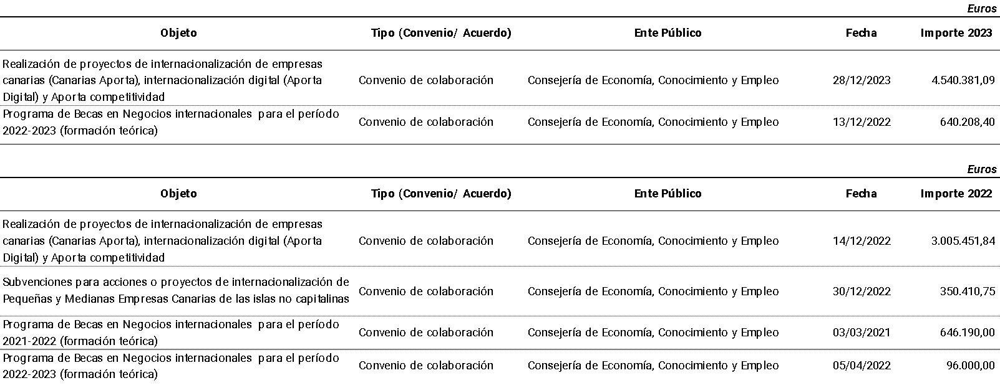 Euros
Objeto Tipo (Convenio/ Acuerdo) Ente Público Fecha Importe 2023
Realización de proyectos de internacionalización de empresas
canarias (Canarias Aporta), internacionalización digital (Aporta
Digital) y Aporta competitividad
Convenio de colaboración Consejería de Economía, Conocimiento y Empleo 28/12/2023 4.540.381,09
Programa de Becas en Negocios internacionales para el período
2022-2023 (formación teórica)
Convenio de colaboración Consejería de Economía, Conocimiento y Empleo 13/12/2022 640.208,40
Euros
Objeto Tipo (Convenio/ Acuerdo) Ente Público Fecha Importe 2022
Realización de proyectos de internacionalización de empresas
canarias (Canarias Aporta), internacionalización digital (Aporta
Digital) y Aporta competitividad
Convenio de colaboración Consejería de Economía, Conocimiento y Empleo 14/12/2022 3.005.451,84
Subvenciones para acciones o proyectos de internacionalización de
Pequeñas y Medianas Empresas Canarias de las islas no capitalinas
Convenio de colaboración Consejería de Economía, Conocimiento y Empleo 30/12/2022 350.410,75
Programa de Becas en Negocios internacionales para el período
2021-2022 (formación teórica)
Convenio de colaboración Consejería de Economía, Conocimiento y Empleo 03/03/2021 646.190,00
Programa de Becas en Negocios internacionales para el período
2022-2023 (formación teórica)
Convenio de colaboración Consejería de Economía, Conocimiento y Empleo 05/04/2022 96.000,00